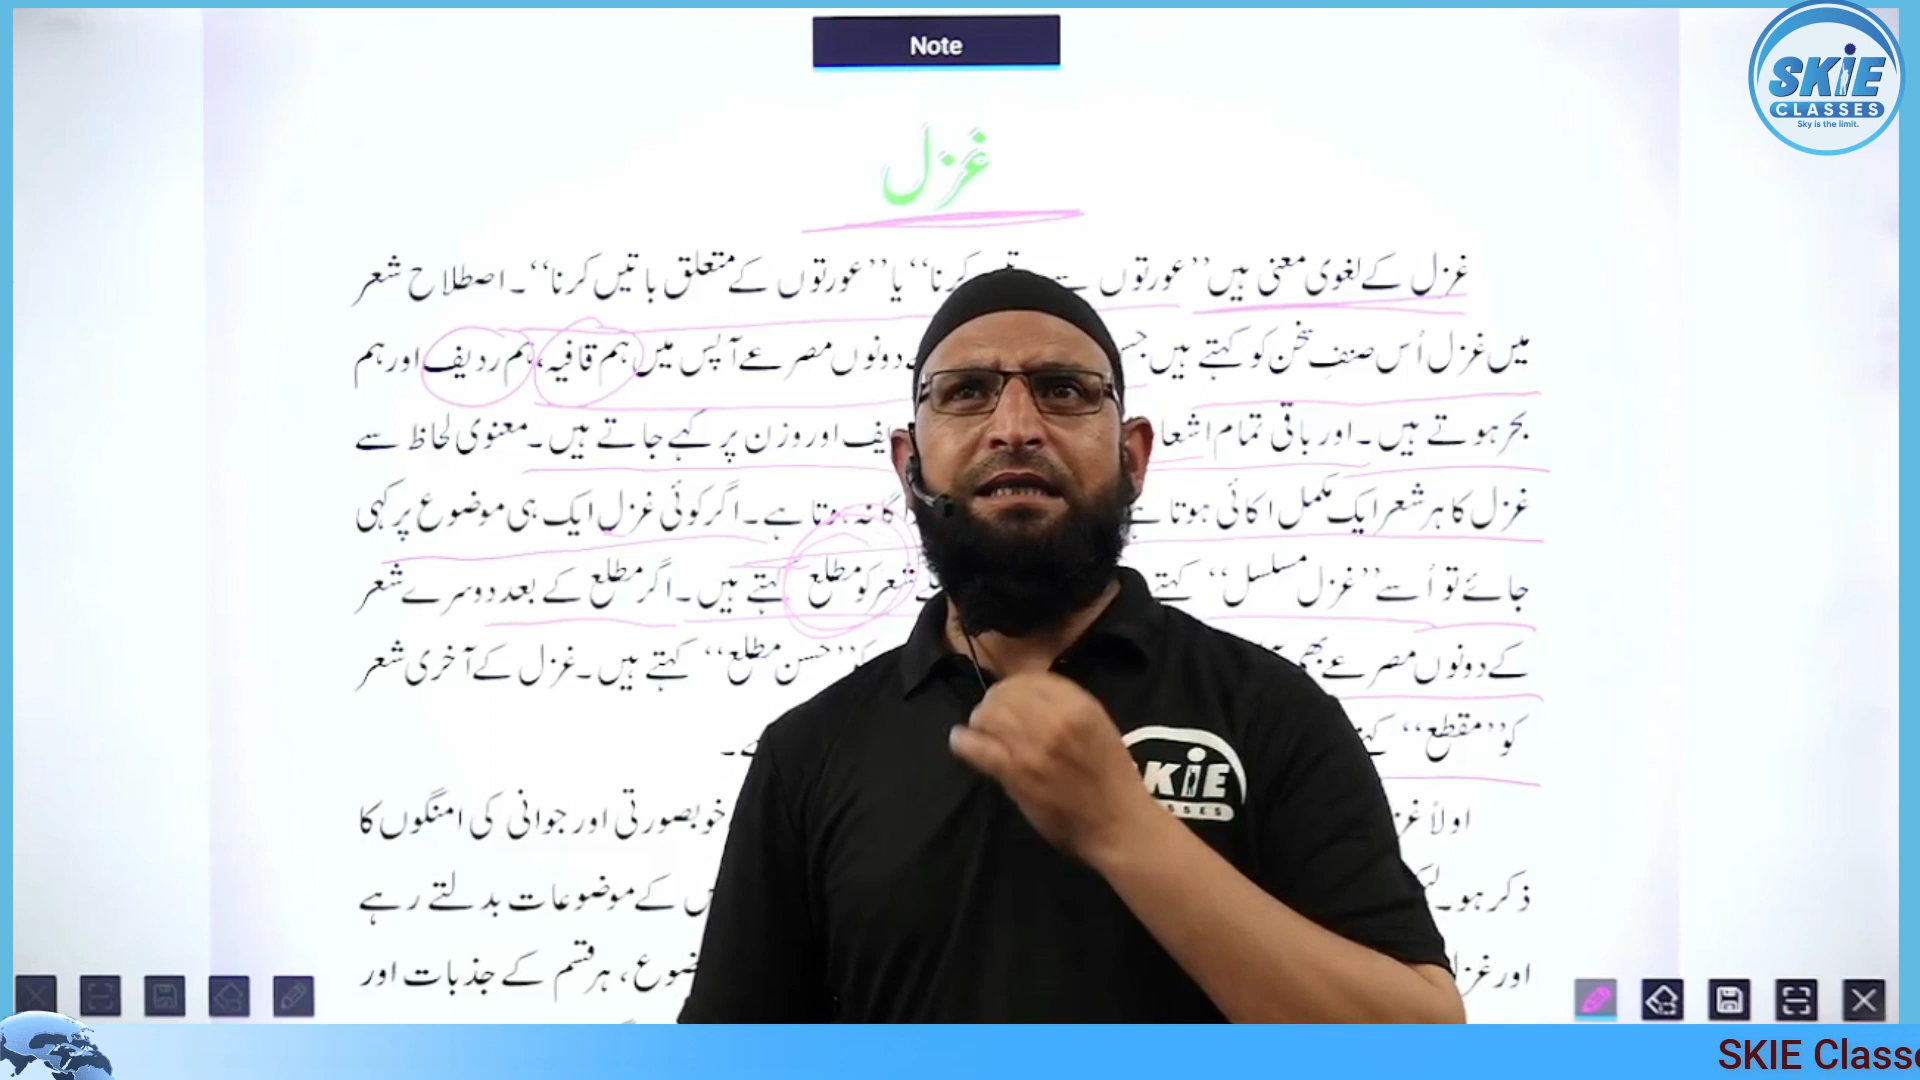 Note
SKiE
CLASSES
Sky is the limit.
غزل
غزل کے لغوی معنی ہیں ’’عورتوں سے کرنا‘‘ یا ’’عورتوں کے متعلق باتیں کرنا‘‘۔ اصطلاح شعر
میں غزل اُس صنفِ سخن کو کہتے ہیں دونوں مصرعے آپس میں ہم قافیہ، ہم ردیف اور ہم
بحر ہوتے ہیں۔ اور باقی تمام اور وزن پر کہے جاتے ہیں۔ معنوی لحاظ سے
غزل کا ہر شعر ایک مکمل اکائی ہوتا ہے۔ اگر کوئی غزل ایک ہی موضوع پر کہی
جائے تو اُسے ’’غزل مسلسل‘‘ کہتے شعر کو مطلع کہتے ہیں۔ اگر مطلع کے بعد دوسرے شعر
کے دونوں مصرعے بھی ’’حسن مطلع‘‘ کہتے ہیں۔ غزل کے آخری شعر
کو ’’مقطع‘‘
اولاً خوبصورتی اور جوانی کی امنگوں کا
ذکر ہو۔ کے موضوعات بدلتے رہے
اور ہر قسم کے جذبات اور
KiE
SKIE Classe